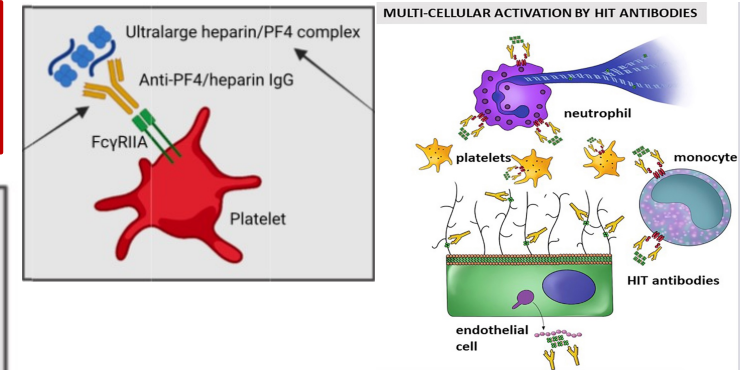 Ultralarge heparin/PF4 complex
Anti-PF4/heparin IgG
FcγRIIA
Platelet
MULTI-CELLULAR ACTIVATION BY HIT ANTIBODIES
neutrophil
platelets
monocyte
HIT antibodies
endothelial
cell